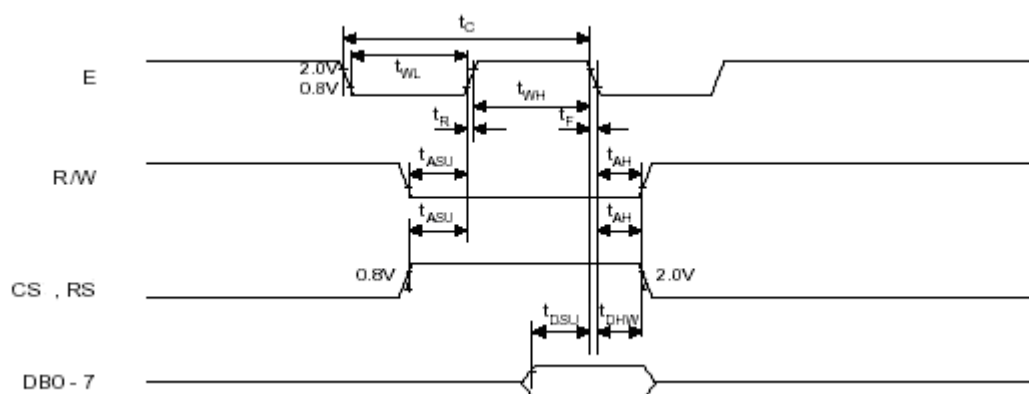 tC
E
2.0V
0.8V
tWL
tWH
tR
tF
R/W
tASU
tAH
tASU
tAH
CS , RS
0.8V
2.0V
tDSU
tDHW
DB0 - 7